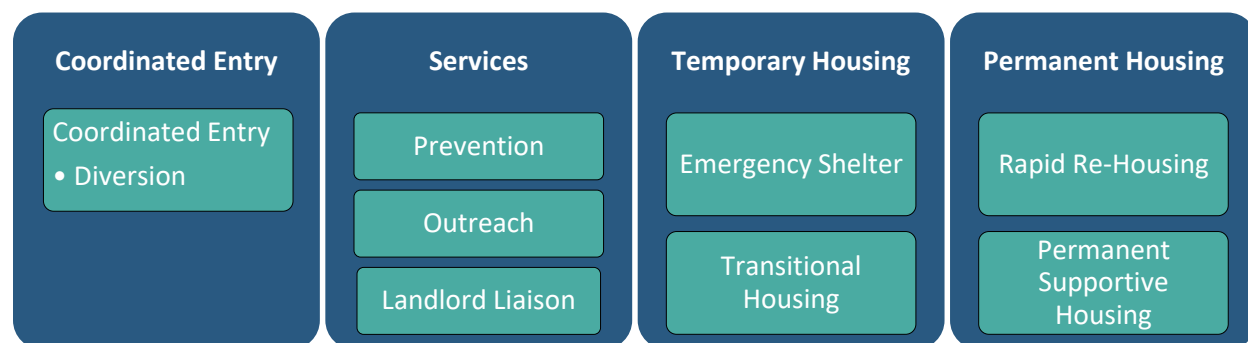 Coordinated Entry
Coordinated Entry
• Diversion
Services
Prevention
Outreach
Landlord Liaison
Temporary Housing
Emergency Shelter
Transitional
Housing
Permanent Housing
Rapid Re-Housing
Permanent
Supportive
Housing